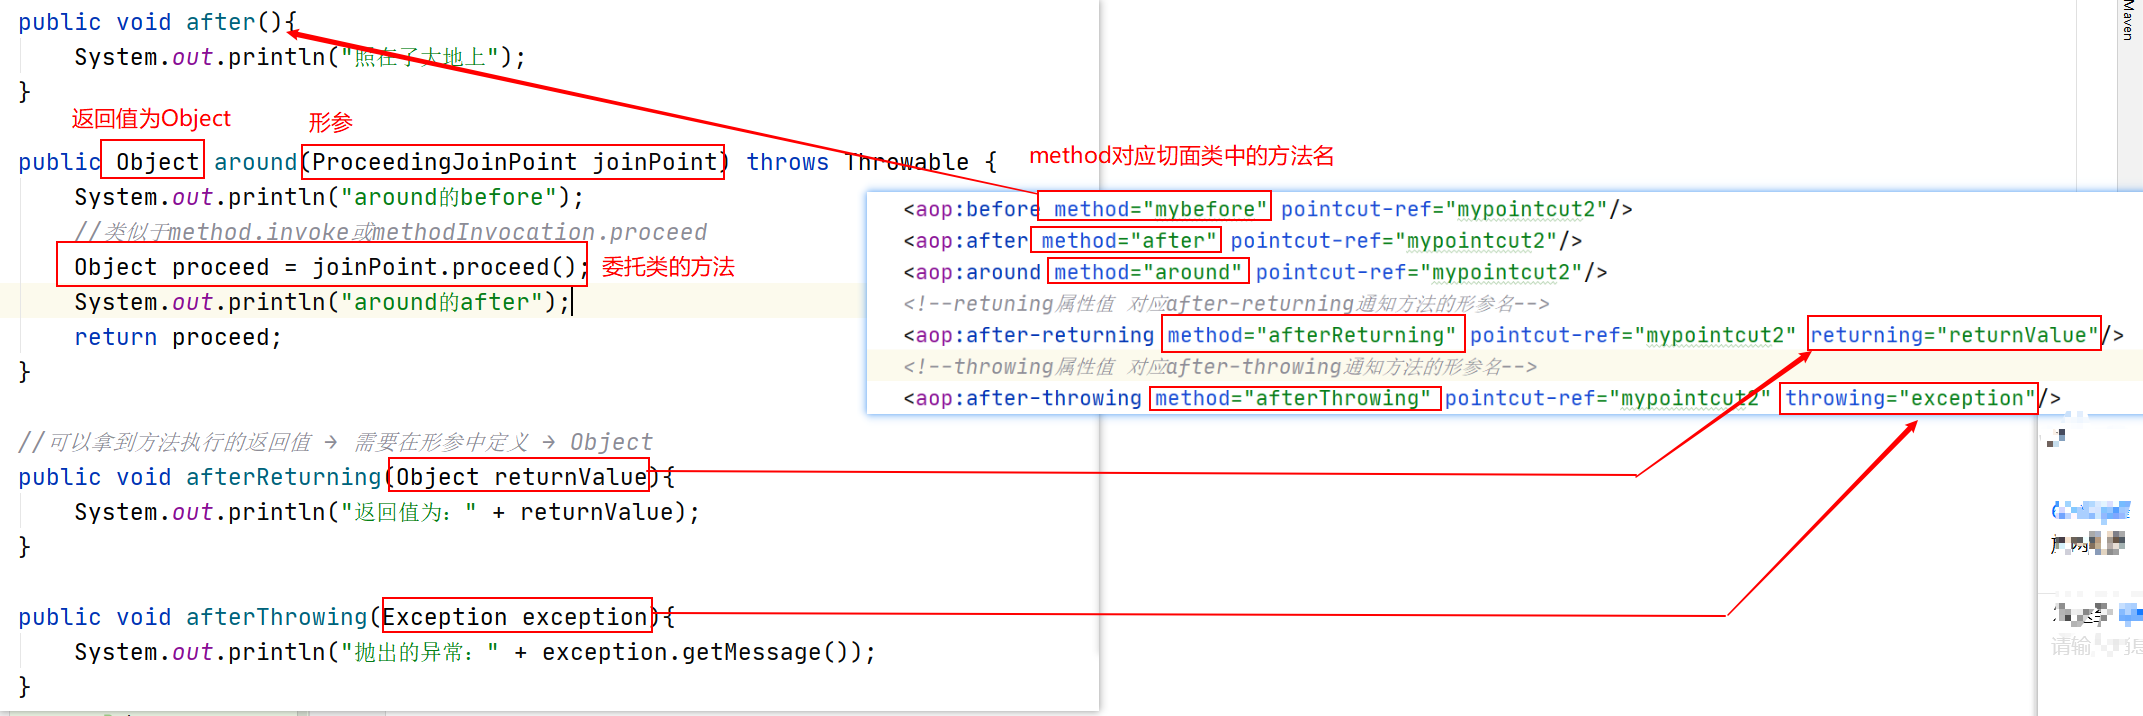 public void after(){
System.out.println("照在了大地上");
}
返回值为Object
形参
public Object around(ProceedingJoinPoint joinPoint) throws Throwable {
System.out.println("around的before");
//类似于method.invoke或methodInvocation.proceed
Object proceed = joinPoint.proceed();
委托类的方法
System.out.println("around的after");
return proceed;
}
//可以拿到方法执行的返回值 → 需要在形参中定义 → Object
public void afterReturning(Object returnValue){
System.out.println("返回值为：" + returnValue);
}
public void afterThrowing(Exception exception){
System.out.println("抛出的异常：" + exception.getMessage());
}
method对应切面类中的方法名
<aop:before method="mybefore" pointcut-ref="mypointcut2"/>
<aop:after method="after" pointcut-ref="mypointcut2"/>
<aop:around method="around" pointcut-ref="mypointcut2"/>
<!--retuning属性值 对应after-returning通知方法的形参名-->
<aop:after-returning method="afterReturning" pointcut-ref="mypointcut2" returning="returnValue"/>
<!--throwing属性值 对应after-throwing通知方法的形参名-->
<aop:after-throwing method="afterThrowing" pointcut-ref="mypointcut2" throwing="exception"/>
Maven
请输